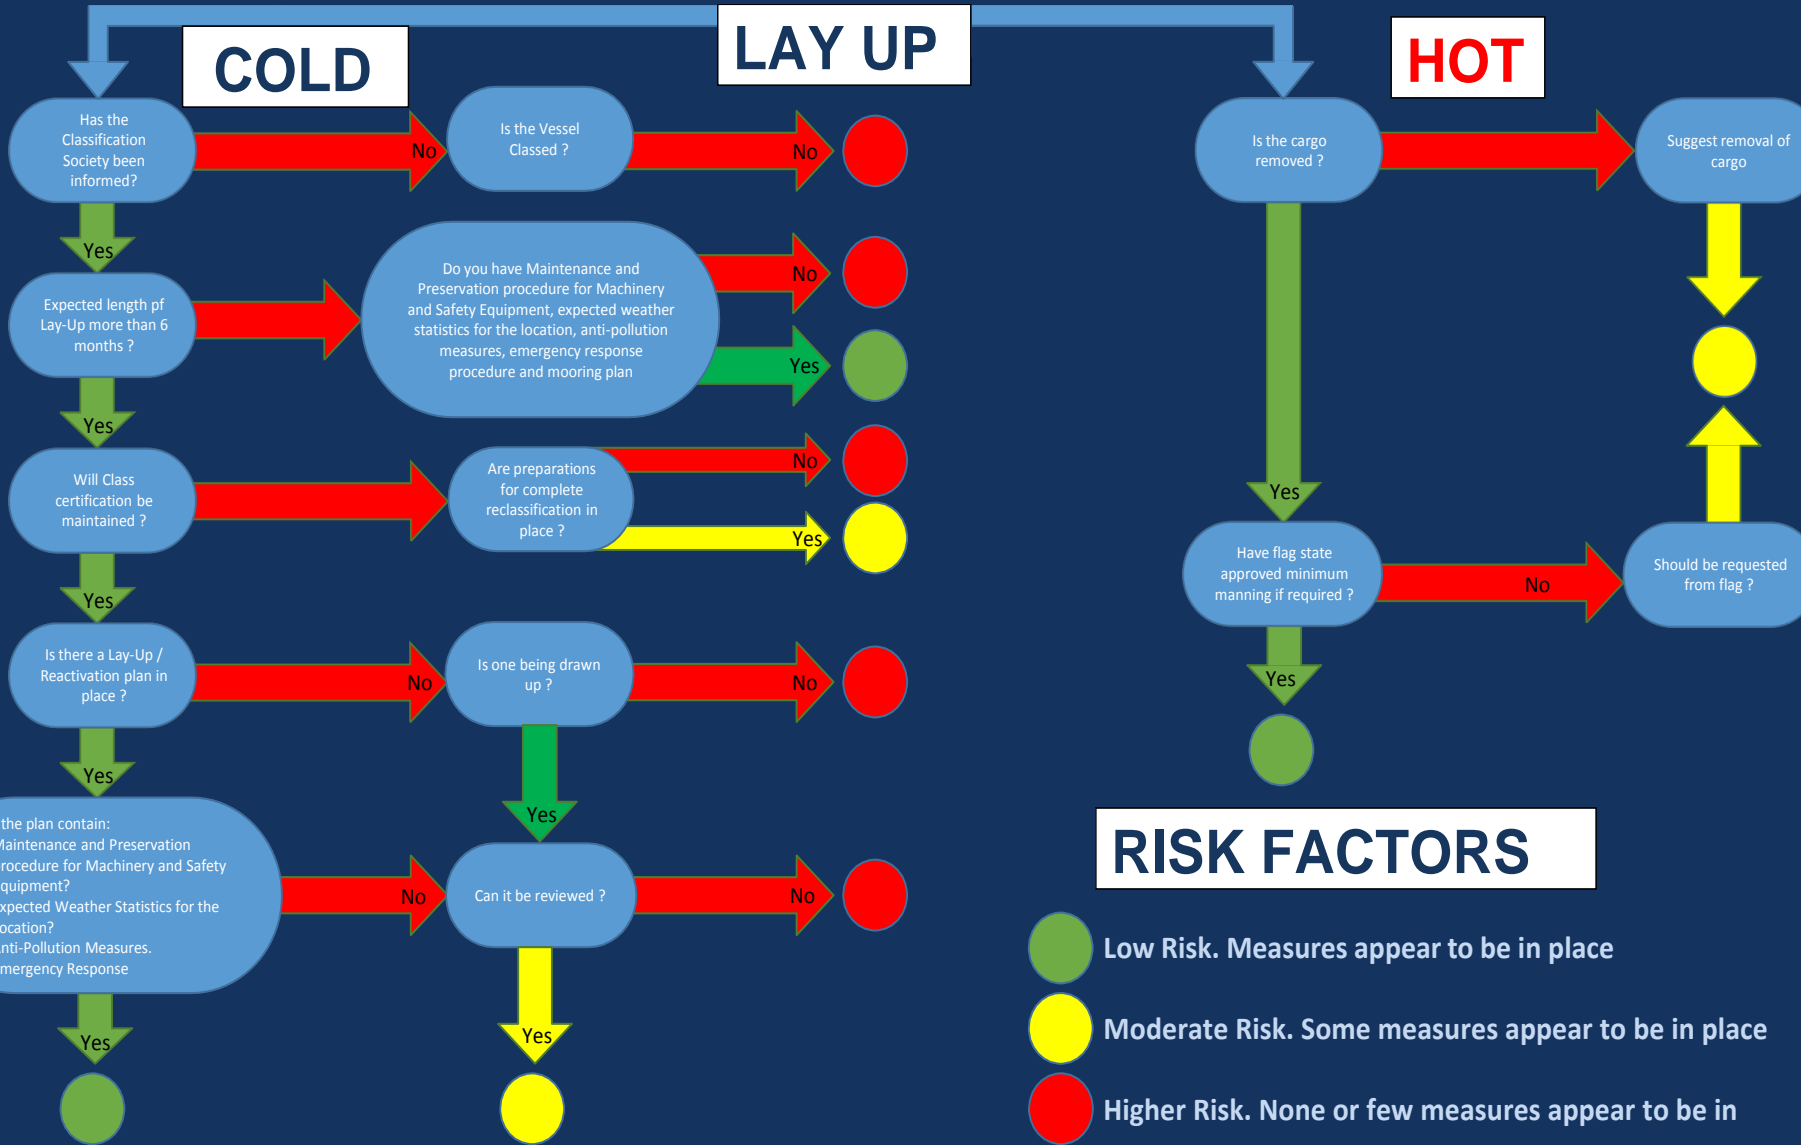 LAY UP
COLD
HOT
Has the
Classification
Society been
informed?
No
Is the Vessel
Classed ?
No
Yes
Expected length pf
Lay-Up more than 6
months ?
Do you have Maintenance and
Preservation procedure for Machinery
and Safety Equipment, expected weather
statistics for the location, anti-pollution
measures, emergency response
procedure and mooring plan
No
Yes
Yes
Will Class
certification be
maintained ?
Are preparations
for complete
reclassification in
place ?
No
Yes
Yes
Is there a Lay-Up /
Reactivation plan in
place ?
No
Is one being drawn
up ?
No
Yes
Yes
the plan contain:
Maintenance and Preservation
procedure for Machinery and Safety
quipment?
xpected Weather Statistics for the
ocation?
Anti-Pollution Measures.
mergency Response
No
Can it be reviewed ?
No
Yes
Yes
Is the cargo
removed ?
Suggest removal of
cargo
Yes
Have flag state
approved minimum
manning if required ?
No
Should be requested
from flag ?
Yes
RISK FACTORS
Low Risk. Measures appear to be in place
Moderate Risk. Some measures appear to be in place
Higher Risk. None or few measures appear to be in